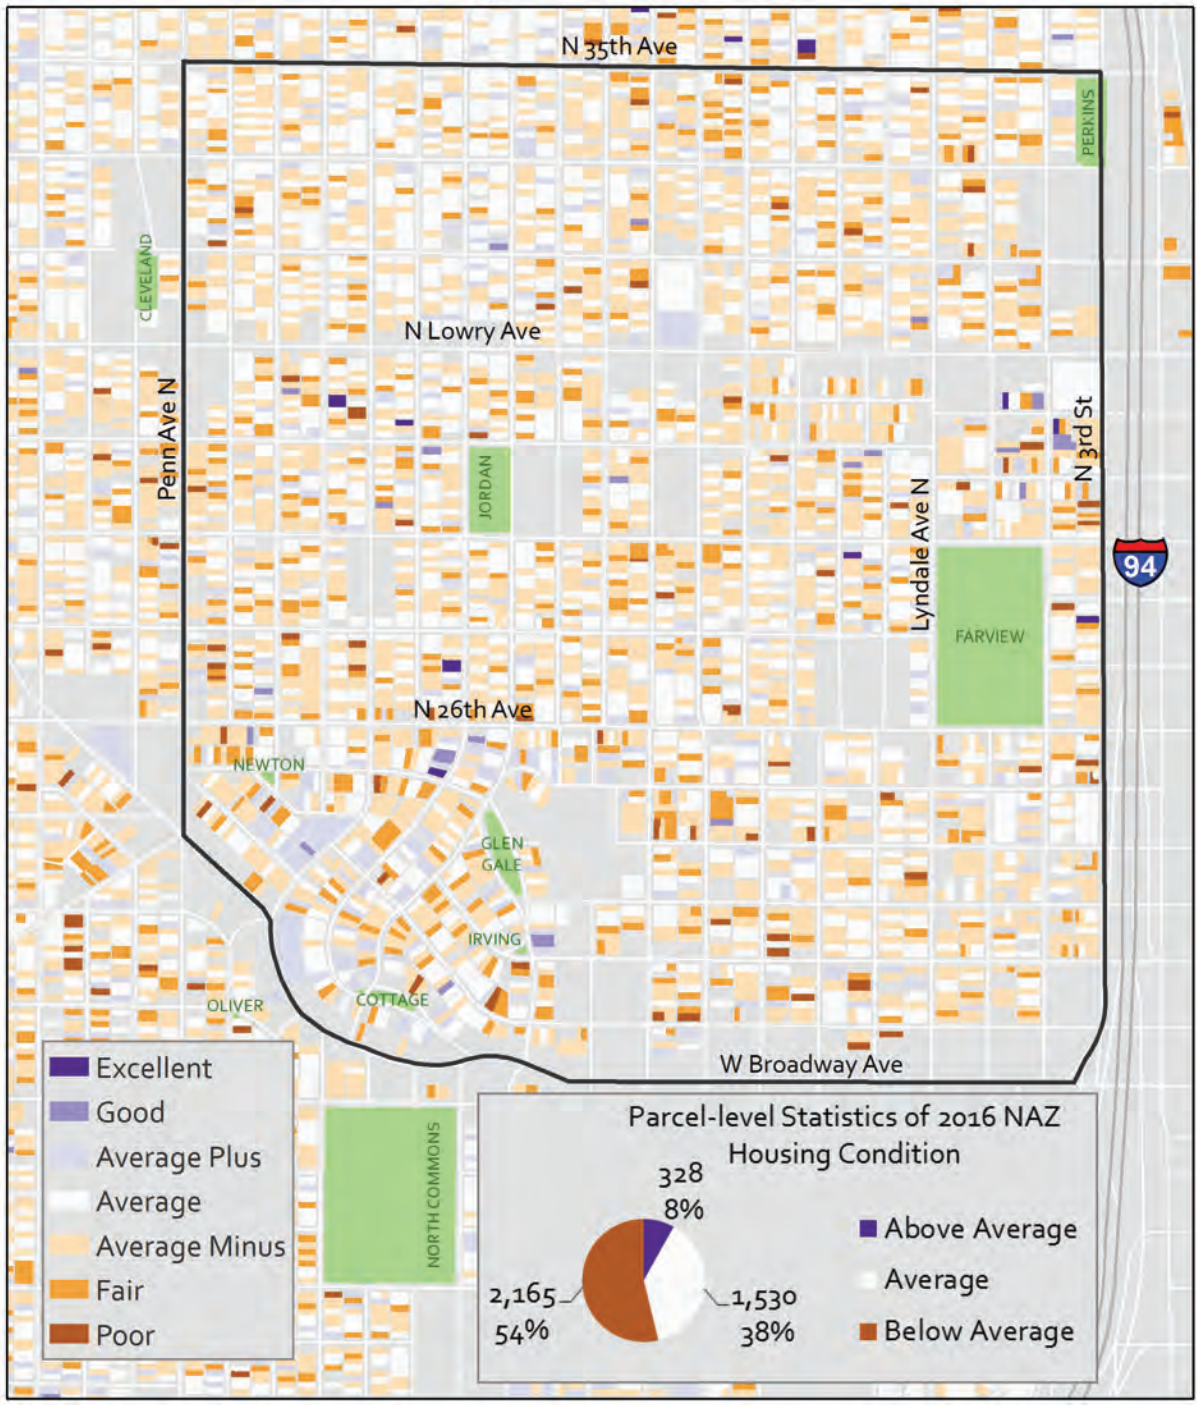 N 35th Ave
PERKINS
CLEVELAND
N Lowry Ave
Penn Ave N
N 3rd St
JORDAN
Lyndale Ave N
94
FARVIEW
N 26th Ave
NEWTON
GLEN
GALE
IRVING
COTTAGE
OLIVER
W Broadway Ave
Excellent
Good
Average Plus
Average
Average Minus
Fair
Poor
NORTH COMMONS
Parcel-level Statistics of 2016 NAZ
Housing Condition
328
8%
2,165
54%
1,530
38%
Above Average
Average
Below Average